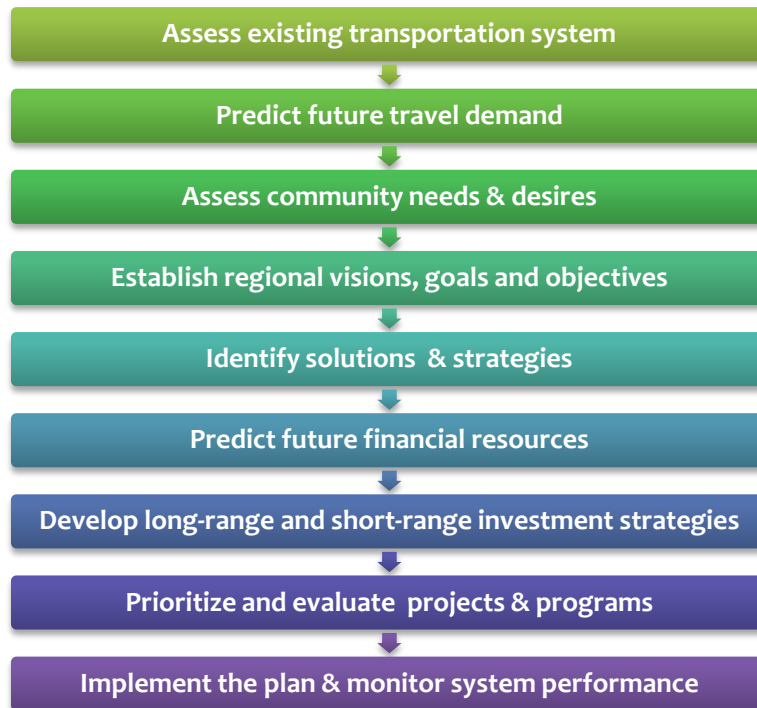 Assess existing transportation system
Predict future travel demand
Assess community needs & desires
Establish regional visions, goals and objectives
Identify solutions & strategies
Predict future financial resources
Develop long-range and short-range investment strategies
Prioritize and evaluate projects & programs
Implement the plan & monitor system performance